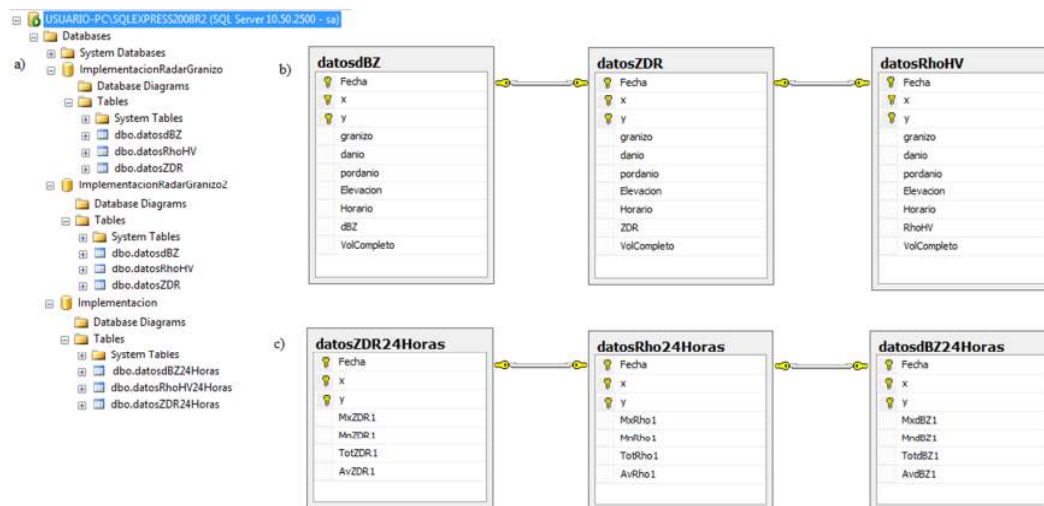 USUARIO-PC\SQLEXPRESS2008R2 (SQL Server 10.50.2500 - sa)
Databases
System Databases
a)
ImplementacionRadarGranizo
Database Diagrams
Tables
System Tables
dbo.datosdBZ
dbo.datosRhoHV
dbo.datosZDR
ImplementacionRadarGranizo2
Database Diagrams
Tables
System Tables
dbo.datosdBZ
dbo.datosRhoHV
dbo.datosZDR
Implementacion
Database Diagrams
Tables
System Tables
dbo.datosdBZ24Horas
dbo.datosRhoHV24Horas
dbo.datosZDR24Horas
b)
datosdBZ
Fecha
x
y
granizo
danio
pordanio
Elevacion
Horario
dBZ
VolCompleto
datosZDR
Fecha
x
y
granizo
danio
pordanio
Elevacion
Horario
ZDR
VolCompleto
datosRhoHV
Fecha
x
y
granizo
danio
pordanio
Elevacion
Horario
RhoHV
VolCompleto
c)
datosZDR24Horas
Fecha
x
y
MxZDR1
MnZDR1
TotZDR1
AvZDR1
datosRho24Horas
Fecha
x
y
MxRho1
MnRho1
TotRho1
AvRho1
datosdBZ24Horas
Fecha
x
y
MxdBZ1
MndBZ1
TotdBZ1
AvdBZ1